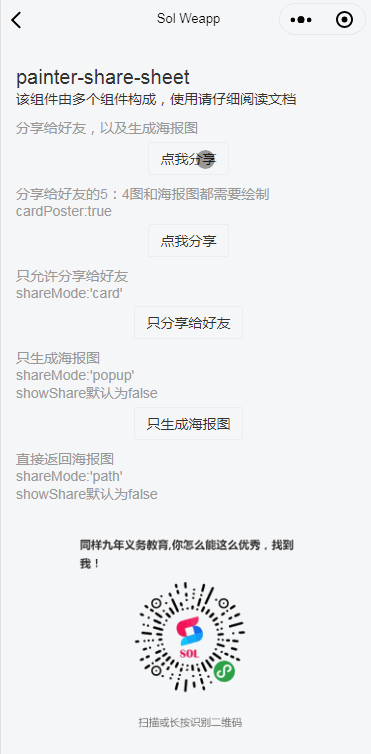 Sol Weapp
painter-share-sheet
该组件由多个组件构成，使用请仔细阅读文档
分享给好友，以及生成海报图
点我分享
分享给好友的5：4图和海报图都需要绘制
cardPoster:true
点我分享
只允许分享给好友
shareMode:'card'
只分享给好友
只生成海报图
shareMode:'popup'
showShare默认为false
只生成海报图
直接返回海报图
shareMode:'path'
showShare默认为false
同样九年义务教育,你怎么能这么优秀，找到
我！
SOL
扫描或长按识别二维码